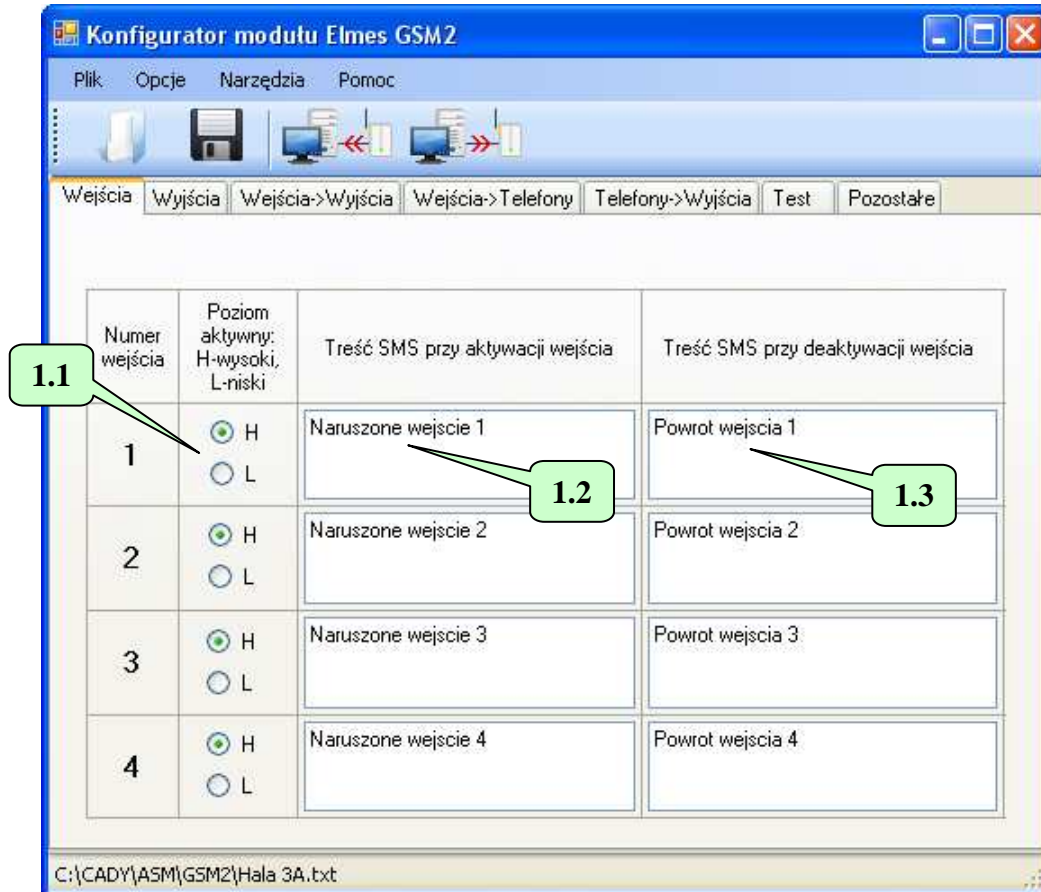 Konfigurator modułu Elmes GSM2
Plik Opcje Narzędzia Pomoc
Wejścia Wyjścia Wejścia->Wyjścia Wejścia->Telefony Telefony->Wyjścia Test Pozostałe
Numer
wejścia
Poziom
aktywny:
H-wysoki,
L-niski
Treść SMS przy aktywacji wejścia
Treść SMS przy deaktywacji wejścia
1.1
1
H
L
Naruszone wejscie 1
1.2
Powrot wejscia 1
1.3
2
H
L
Naruszone wejscie 2
Powrot wejscia 2
3
H
L
Naruszone wejscie 3
Powrot wejscia 3
4
H
L
Naruszone wejscie 4
Powrot wejscia 4
C:\CADY\ASM\GSM2\Hala 3A.txt